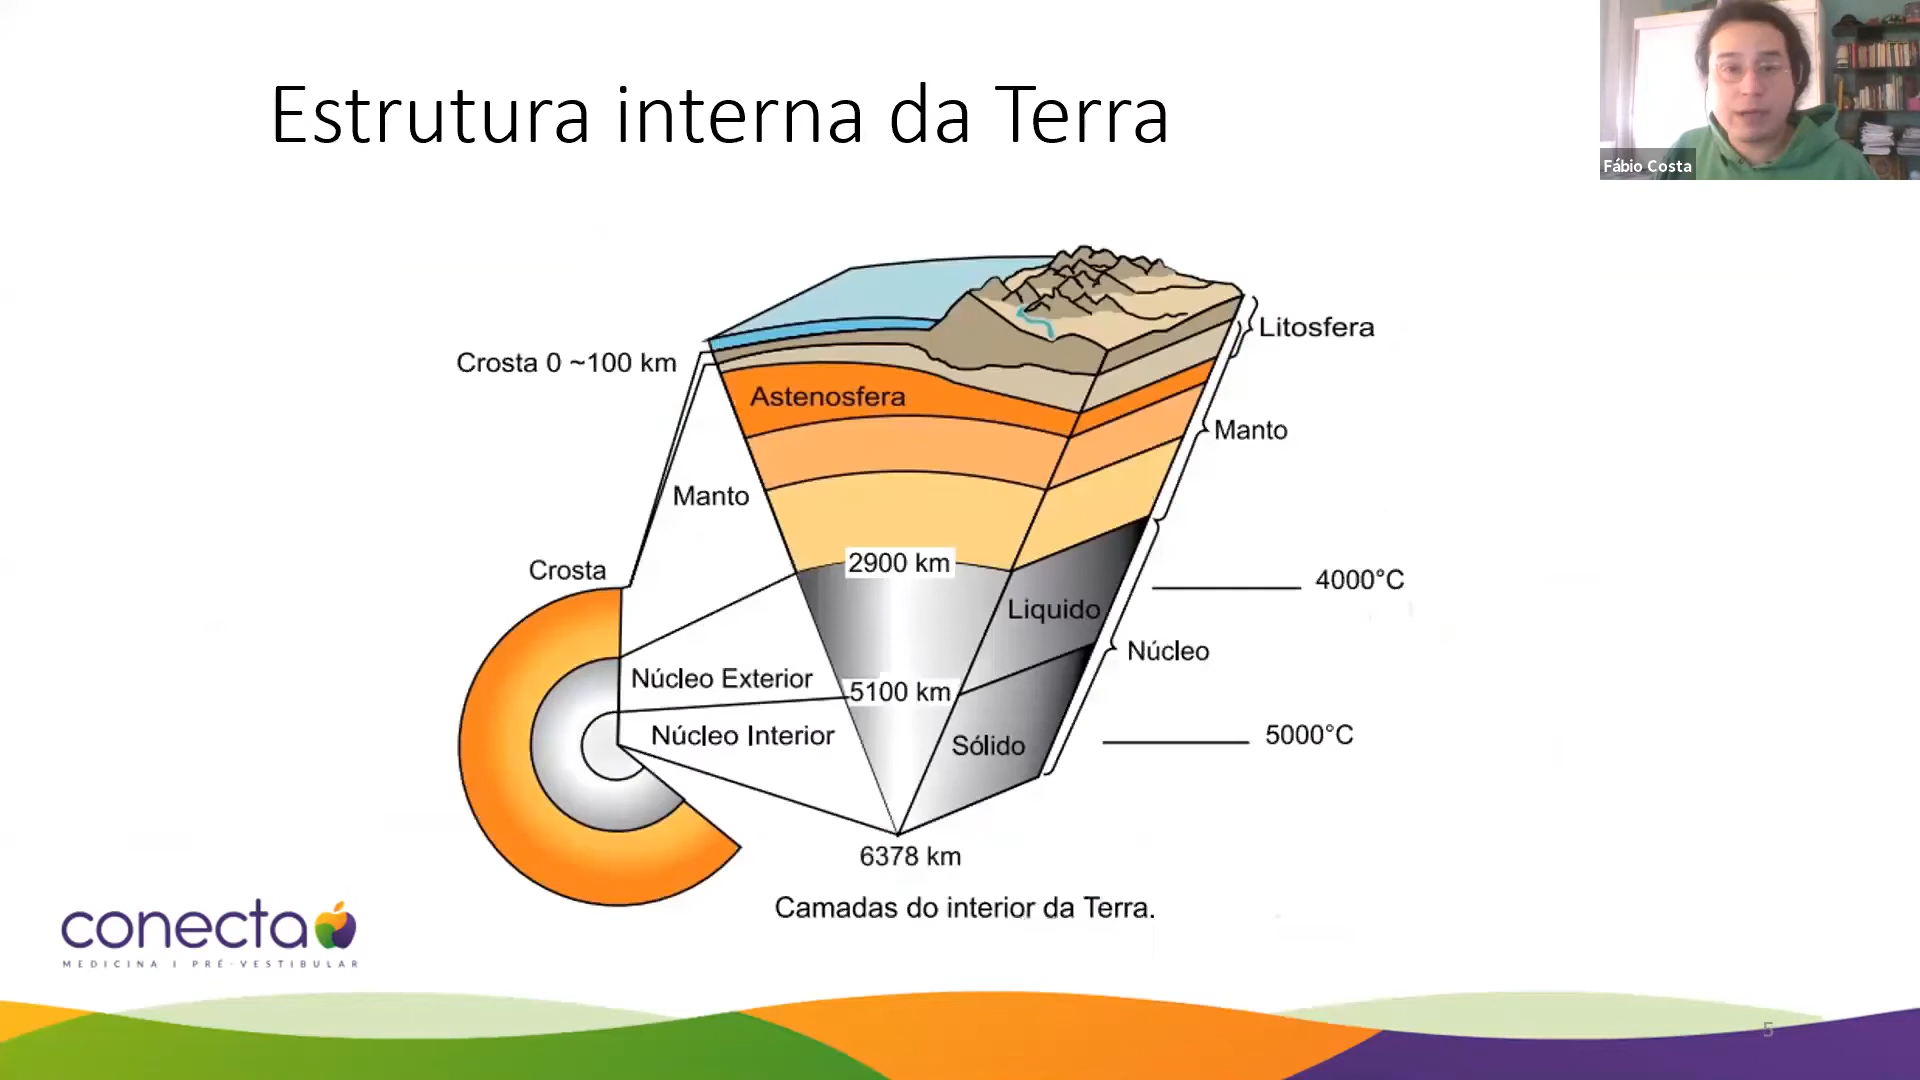 Estrutura interna da Terra
Fábio Costa
Litosfera
Crosta 0 ~100 km
Astenosfera
Manto
Manto
2900 km
Crosta
4000°C
Liquido
Núcleo
Núcleo Exterior
5100 km
Núcleo Interior
Sólido
5000°C
6378 km
Camadas do interior da Terra.
conecta
MEDICINA I PRÉ-VESTIBULAR
5